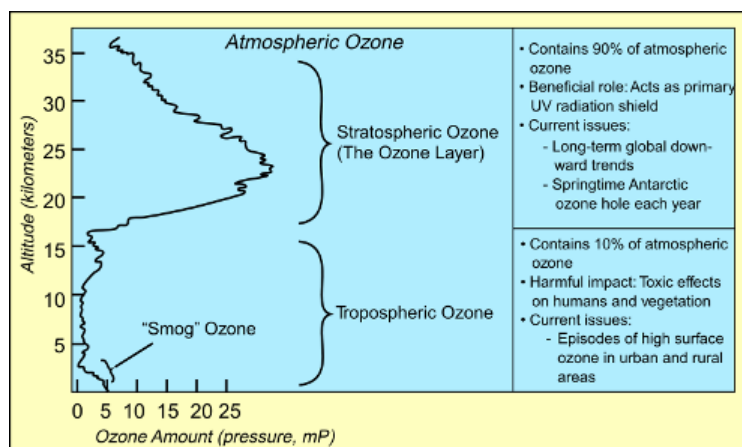 Atmospheric Ozone
35
30
25
20
15
10
5
Altitude (kilometers)
0 5 10 15 20 25
Ozone Amount (pressure, mP)
Stratospheric Ozone
(The Ozone Layer)
Tropospheric Ozone
"Smog" Ozone
• Contains 90% of atmospheric
ozone
• Beneficial role: Acts as primary
UV radiation shield
• Current issues:
- Long-term global down-
ward trends
- Springtime Antarctic
ozone hole each year
• Contains 10% of atmospheric
ozone
• Harmful impact: Toxic effects
on humans and vegetation
• Current issues:
- Episodes of high surface
ozone in urban and rural
areas